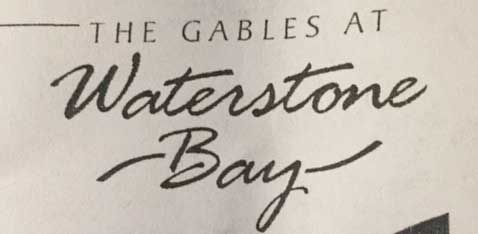 THE GABLES AT
Waterstone
Bay